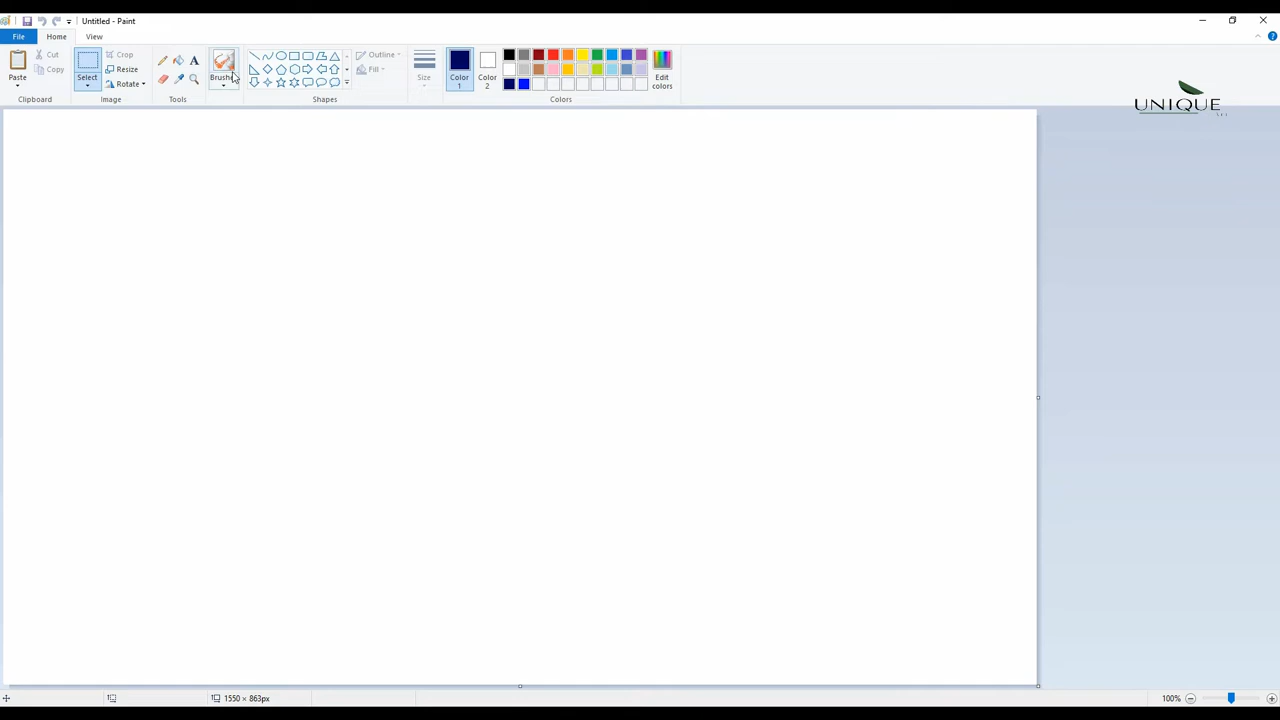 Untitled - Paint
File Home View
Paste
Cut
Copy
Clipboard
Select
Crop
Resize
Rotate
Image
A
Tools
Brushes
Shapes
Outline
Fill
Size
Color 1
Color 2
Edit colors
Colors
UNIQUE
1550 × 863px
100%